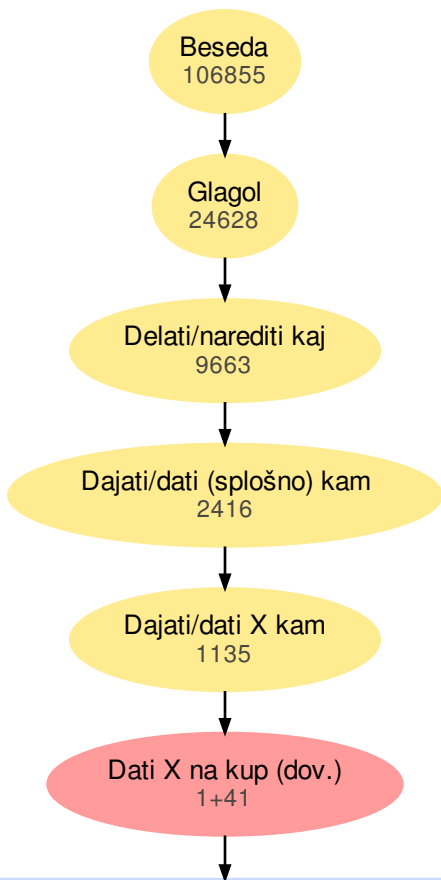 Beseda
106855
Glagol
24628
Delati/narediti kaj
9663
Dajati/dati (splošno) kam
2416
Dajati/dati X kam
1135
Dati X na kup (dov.)
1+41